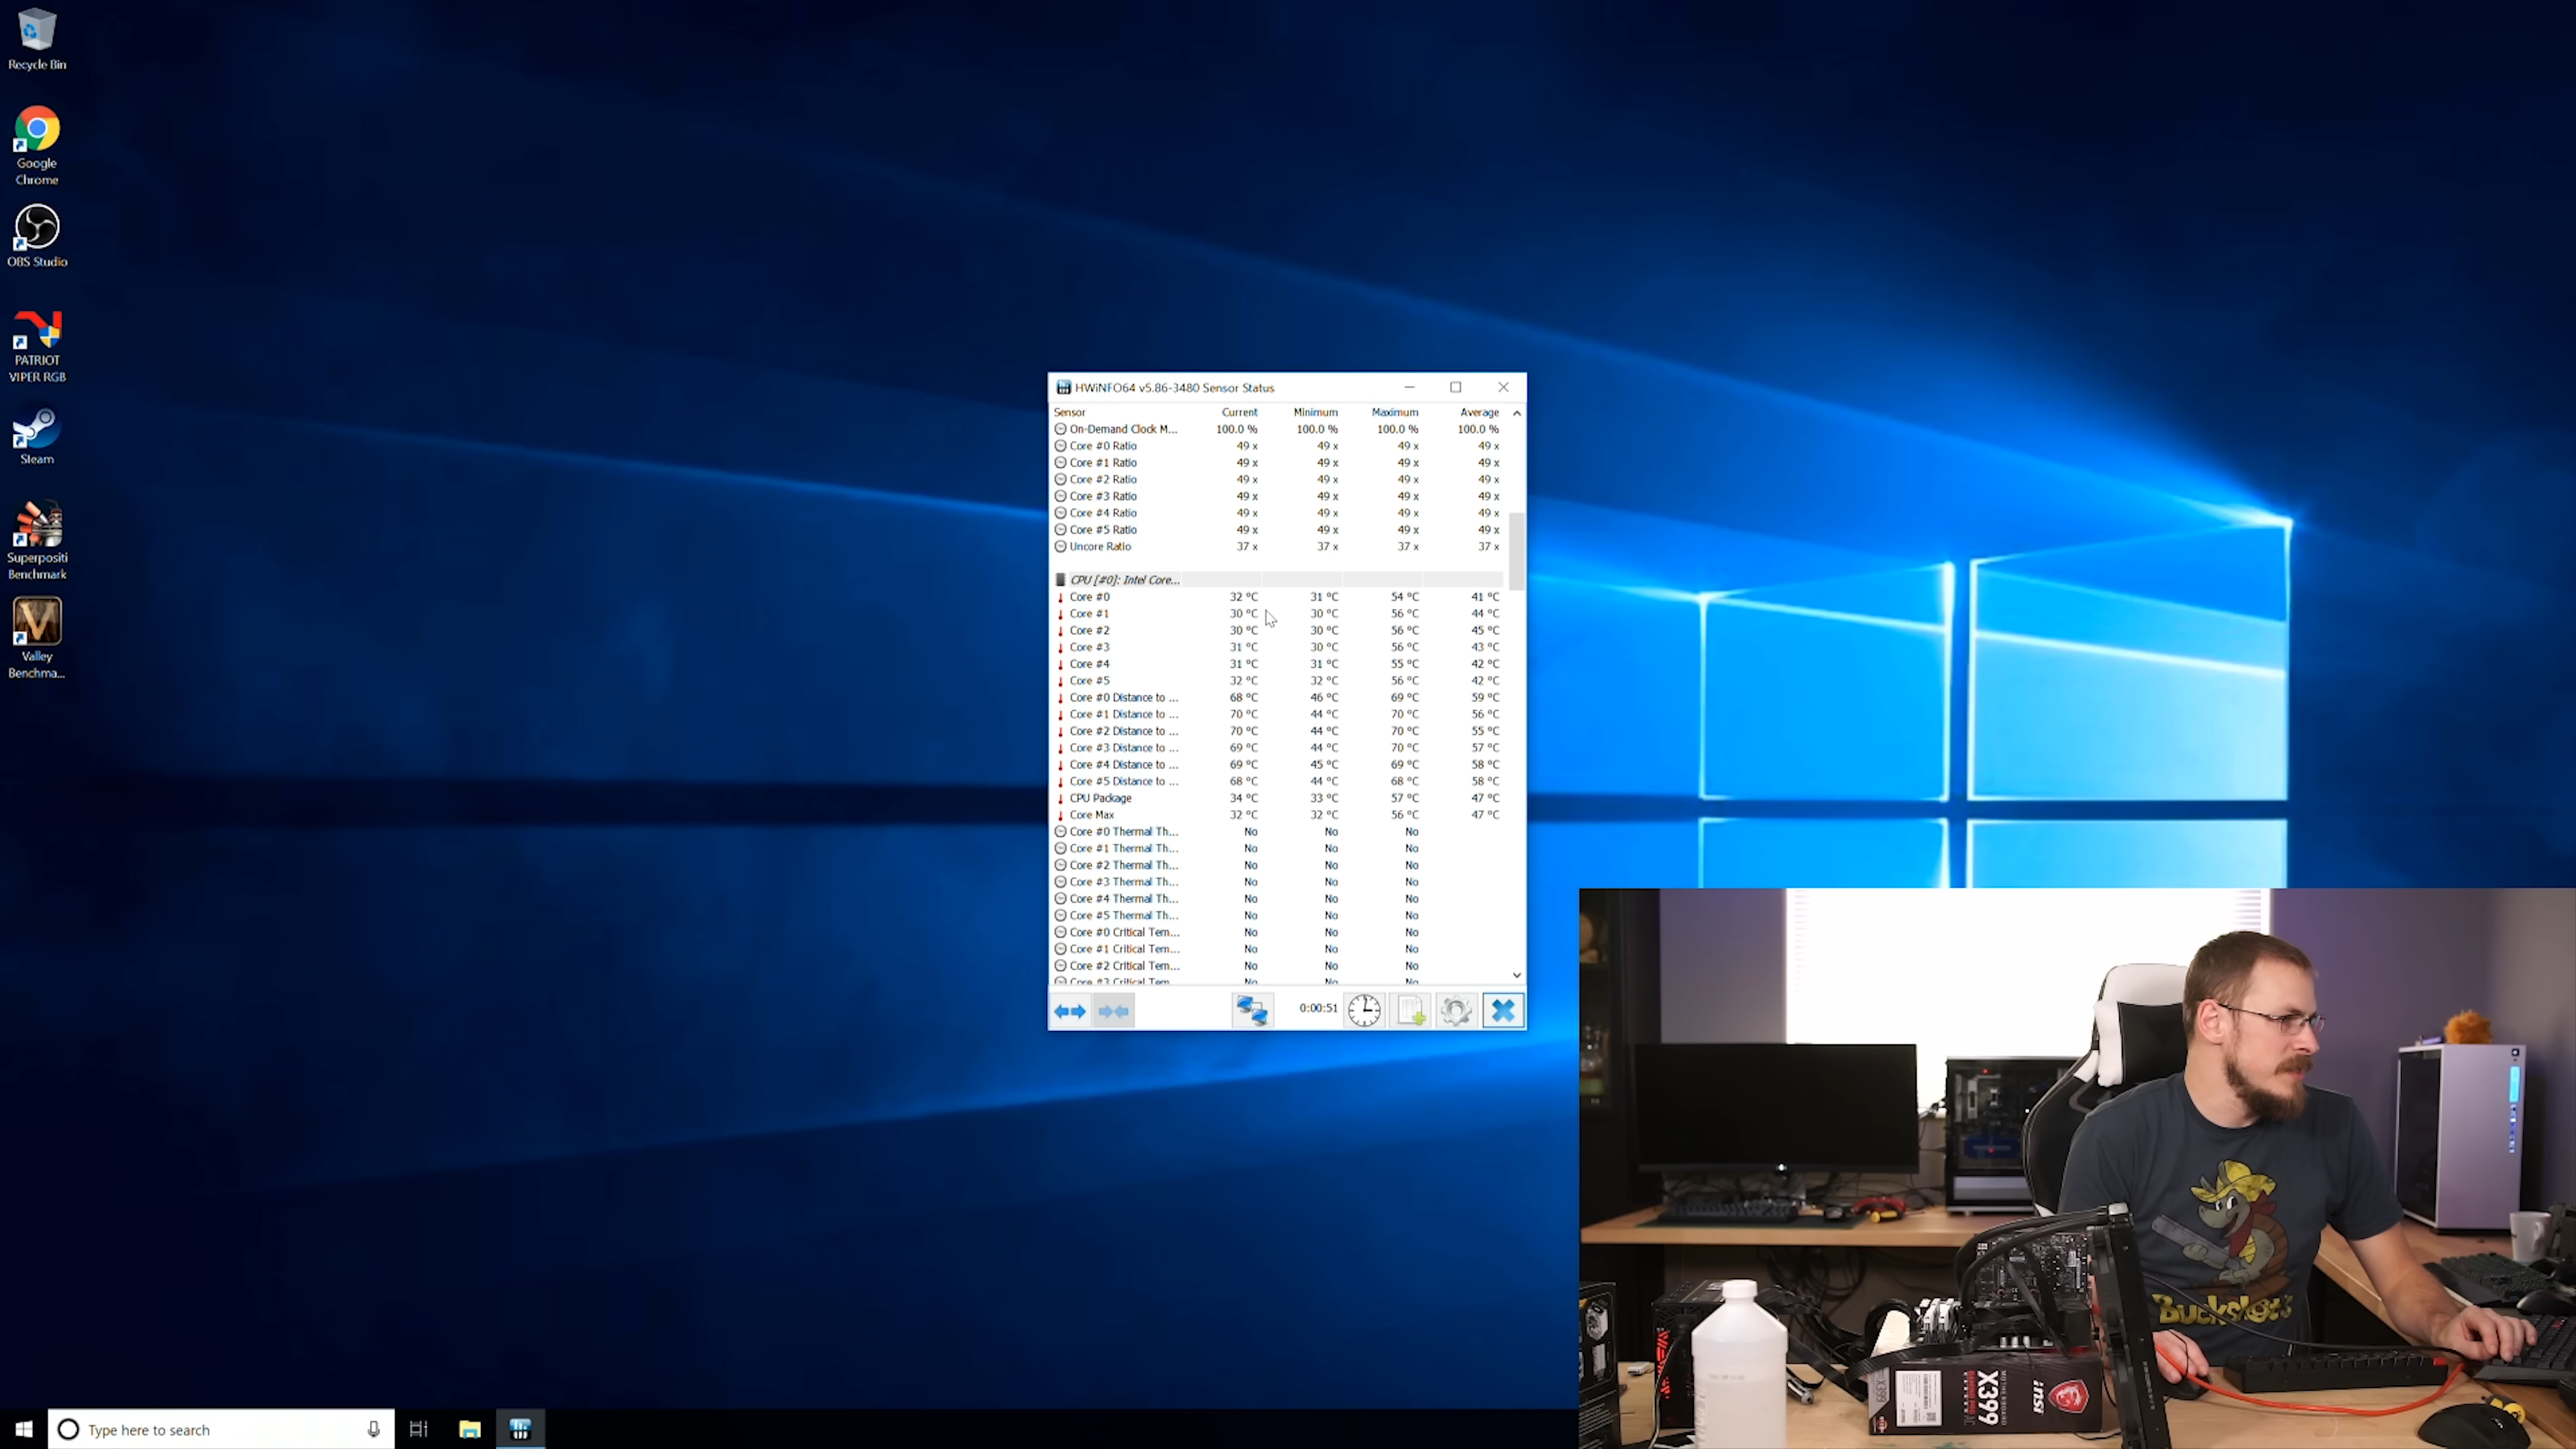 Recycle Bin
Google
Chrome
OBS Studio
PATRIOT
VIPER RGB
Steam
Superpositi
Benchmark
Valley
Benchma...
HWiNFO64 v5.86-3480 Sensor Status
Sensor Current Minimum Maximum Average
On-Demand Clock M... 100.0 % 100.0 % 100.0 % 100.0 %
Core #0 Ratio 49 x 49 x 49 x 49 x
Core #1 Ratio 49 x 49 x 49 x 49 x
Core #2 Ratio 49 x 49 x 49 x 49 x
Core #3 Ratio 49 x 49 x 49 x 49 x
Core #4 Ratio 49 x 49 x 49 x 49 x
Core #5 Ratio 49 x 49 x 49 x 49 x
Uncore Ratio 37 x 37 x 37 x 37 x
CPU [#0]: Intel Core...
Core #0 32 °C 31 °C 54 °C 41 °C
Core #1 30 °C 30 °C 56 °C 44 °C
Core #2 30 °C 30 °C 56 °C 45 °C
Core #3 31 °C 30 °C 56 °C 43 °C
Core #4 31 °C 31 °C 55 °C 42 °C
Core #5 32 °C 32 °C 56 °C 42 °C
Core #0 Distance to ... 68 °C 46 °C 69 °C 59 °C
Core #1 Distance to ... 70 °C 44 °C 70 °C 56 °C
Core #2 Distance to ... 70 °C 44 °C 70 °C 55 °C
Core #3 Distance to ... 69 °C 44 °C 70 °C 57 °C
Core #4 Distance to ... 69 °C 45 °C 69 °C 58 °C
Core #5 Distance to ... 68 °C 44 °C 68 °C 58 °C
CPU Package 34 °C 33 °C 57 °C 47 °C
Core Max 32 °C 32 °C 56 °C 47 °C
Core #0 Thermal Th... No No No
Core #1 Thermal Th... No No No
Core #2 Thermal Th... No No No
Core #3 Thermal Th... No No No
Core #4 Thermal Th... No No No
Core #5 Thermal Th... No No No
Core #0 Critical Tem... No No No
Core #1 Critical Tem... No No No
Core #2 Critical Tem... No No No
Core #3 Critical Tem... No No No
0:00:51
Buckshot's
X399
MOTHERBOARD
msi
Type here to search